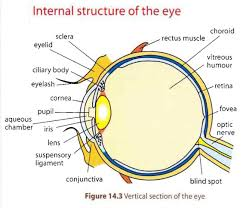 Internal structure of the eye
sclera
eyelid
ciliary body
eyelash
cornea
pupil
aqueous
chamber
iris
lens
suspensory
ligament
conjunctiva
rectus muscle
choroid
vitreous
humour
retina
fovea
optic
nerve
blind spot
Figure 14.3 Vertical section of the eye